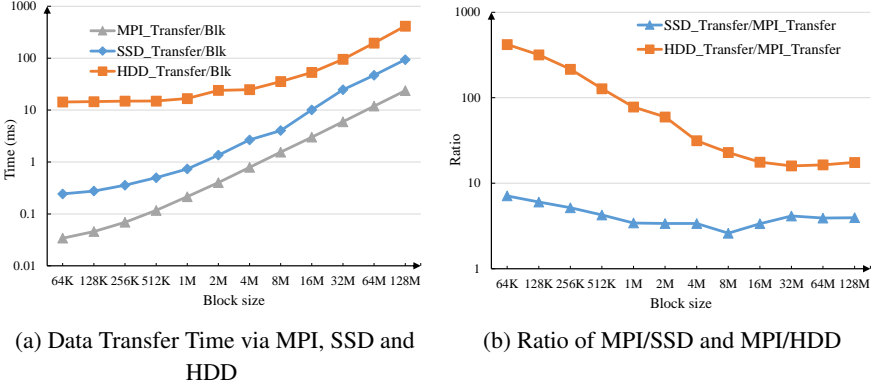 1000
100
10
1
0.1
0.01
Time (ms)
MPI_Transfer/Blk
SSD_Transfer/Blk
HDD_Transfer/Blk
64K 128K 256K 512K 1M 2M 4M 8M 16M 32M 64M 128M
Block size
(a) Data Transfer Time via MPI, SSD and
HDD
1000
100
10
1
Ratio
SSD_Transfer/MPI_Transfer
HDD_Transfer/MPI_Transfer
64K 128K 256K 512K 1M 2M 4M 8M 16M 32M 64M 128M
Block size
(b) Ratio of MPI/SSD and MPI/HDD